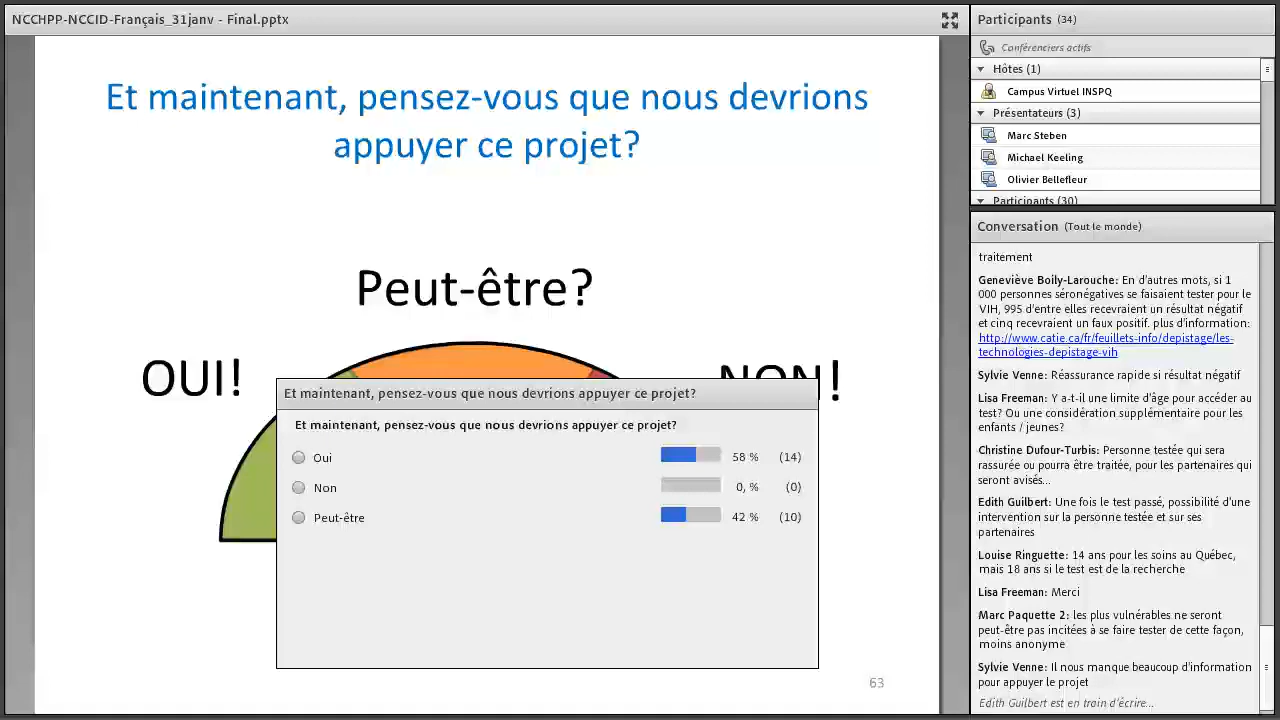 NCCHPP-NCCID-Français_31janv - Final.pptx
Et maintenant, pensez-vous que nous devrions
appuyer ce projet?
Peut-être?
OUI!
NON!
Et maintenant, pensez-vous que nous devrions appuyer ce projet?
Et maintenant, pensez-vous que nous devrions appuyer ce projet?
Oui 58 % (14)
Non 0, % (0)
Peut-être 42 % (10)
63
Participants (34)
Conférenciers actifs
Hôtes (1)
Campus Virtuel INSPQ
Présentateurs (3)
Marc Steben
Michael Keeling
Olivier Bellefleur
Participants (30)
Conversation (Tout le monde)
traitement
Geneviève Boily-Larouche: En d'autres mots, si 1
000 personnes séronégatives se faisaient tester pour le
VIH, 995 d'entre elles recevraient un résultat négatif
et cinq recevraient un faux positif. plus d'information:
http://www.catie.ca/fr/feuillets-info/depistage/les-
technologies-depistage-vih
Sylvie Venne: Réassurance rapide si résultat négatif
Lisa Freeman: Y a-t-il une limite d'âge pour accéder au
test? Ou une considération supplémentaire pour les
enfants / jeunes?
Christine Dufour-Turbis: Personne testée qui sera
rassurée ou pourra être traitée, pour les partenaires qui
seront avisés...
Edith Guilbert: Une fois le test passé, possibilité d'une
intervention sur la personne testée et sur ses
partenaires
Louise Ringuette: 14 ans pour les soins au Québec,
mais 18 ans si le test est de la recherche
Lisa Freeman: Merci
Marc Paquette 2: les plus vulnérables ne seront
peut-être pas incitées à se faire tester de cette façon,
moins anonyme
Sylvie Venne: Il nous manque beaucoup d'information
pour appuyer le projet
Edith Guilbert est en train d'écrire...